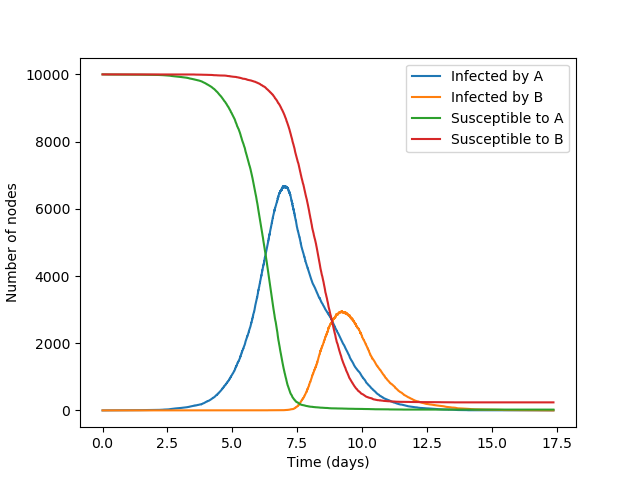 Infected by A
Infected by B
Susceptible to A
Susceptible to B
10000
8000
6000
4000
2000
0
Number of nodes
0.0 2.5 5.0 7.5 10.0 12.5 15.0 17.5
Time (days)